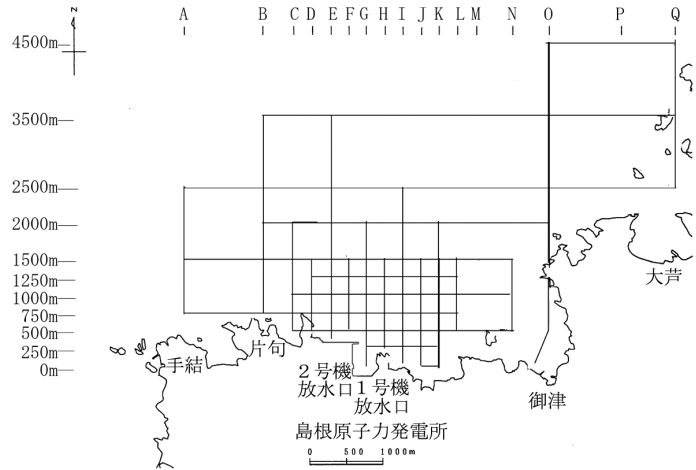 A B C D E F G H I J K L M N O P Q
z
4500m
3500m
2500m
2000m
1500m
1250m
1000m
750m
500m
250m
0m
大芦
手結
片句
2号機
放水口
1号機
放水口
御津
島根原子力発電所
0 500 1000m